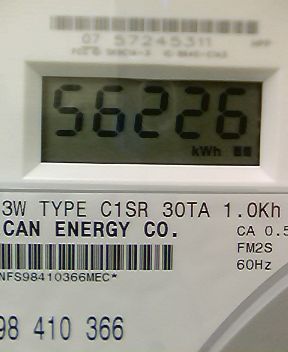 07 57245311
56226
kWh
3W TYPE C1SR 30TA 1.0Kh
CAN ENERGY CO.
CA 0.5
FM2S
NFS98410366MEC*
60Hz
98 410 366